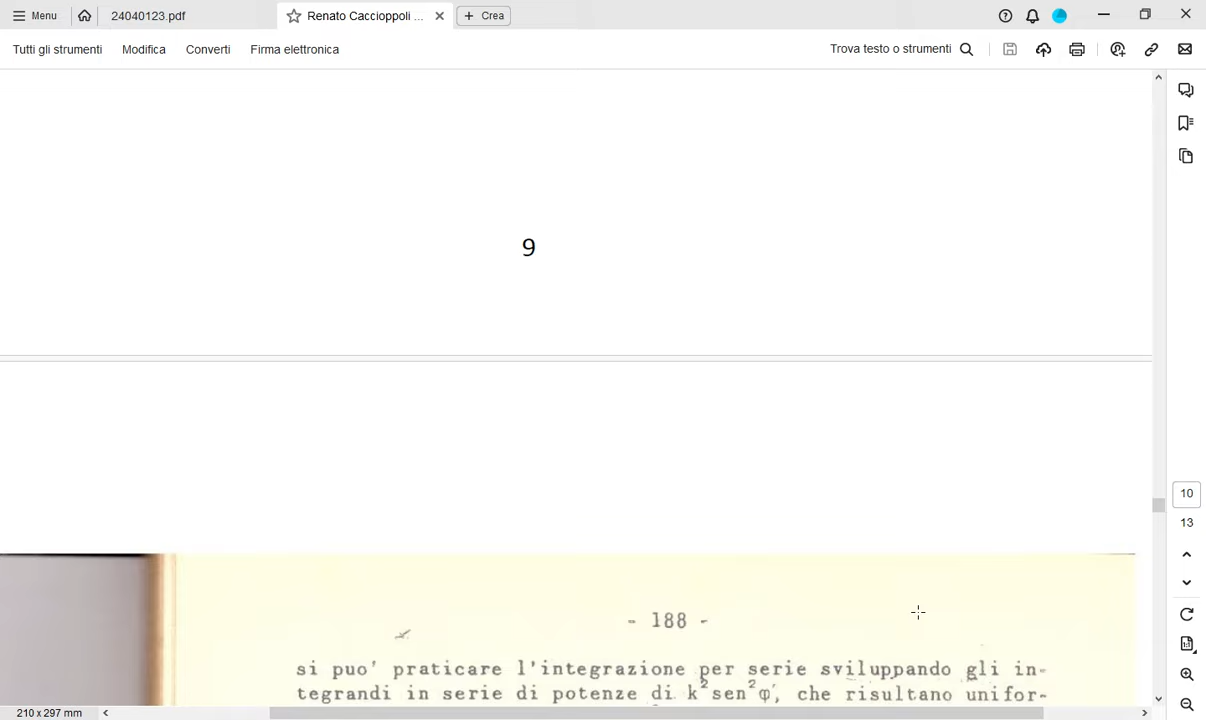 Menu
24040123.pdf
Renato Caccioppoli ...
Crea
Tutti gli strumenti
Modifica
Converti
Firma elettronica
Trova testo o strumenti
9
10
13
- 188 -
si puo' praticare l'integrazione per serie sviluppando gli in-
tegrandi in serie di potenze di k²sen²φ, che risultano unifor-
210 x 297 mm